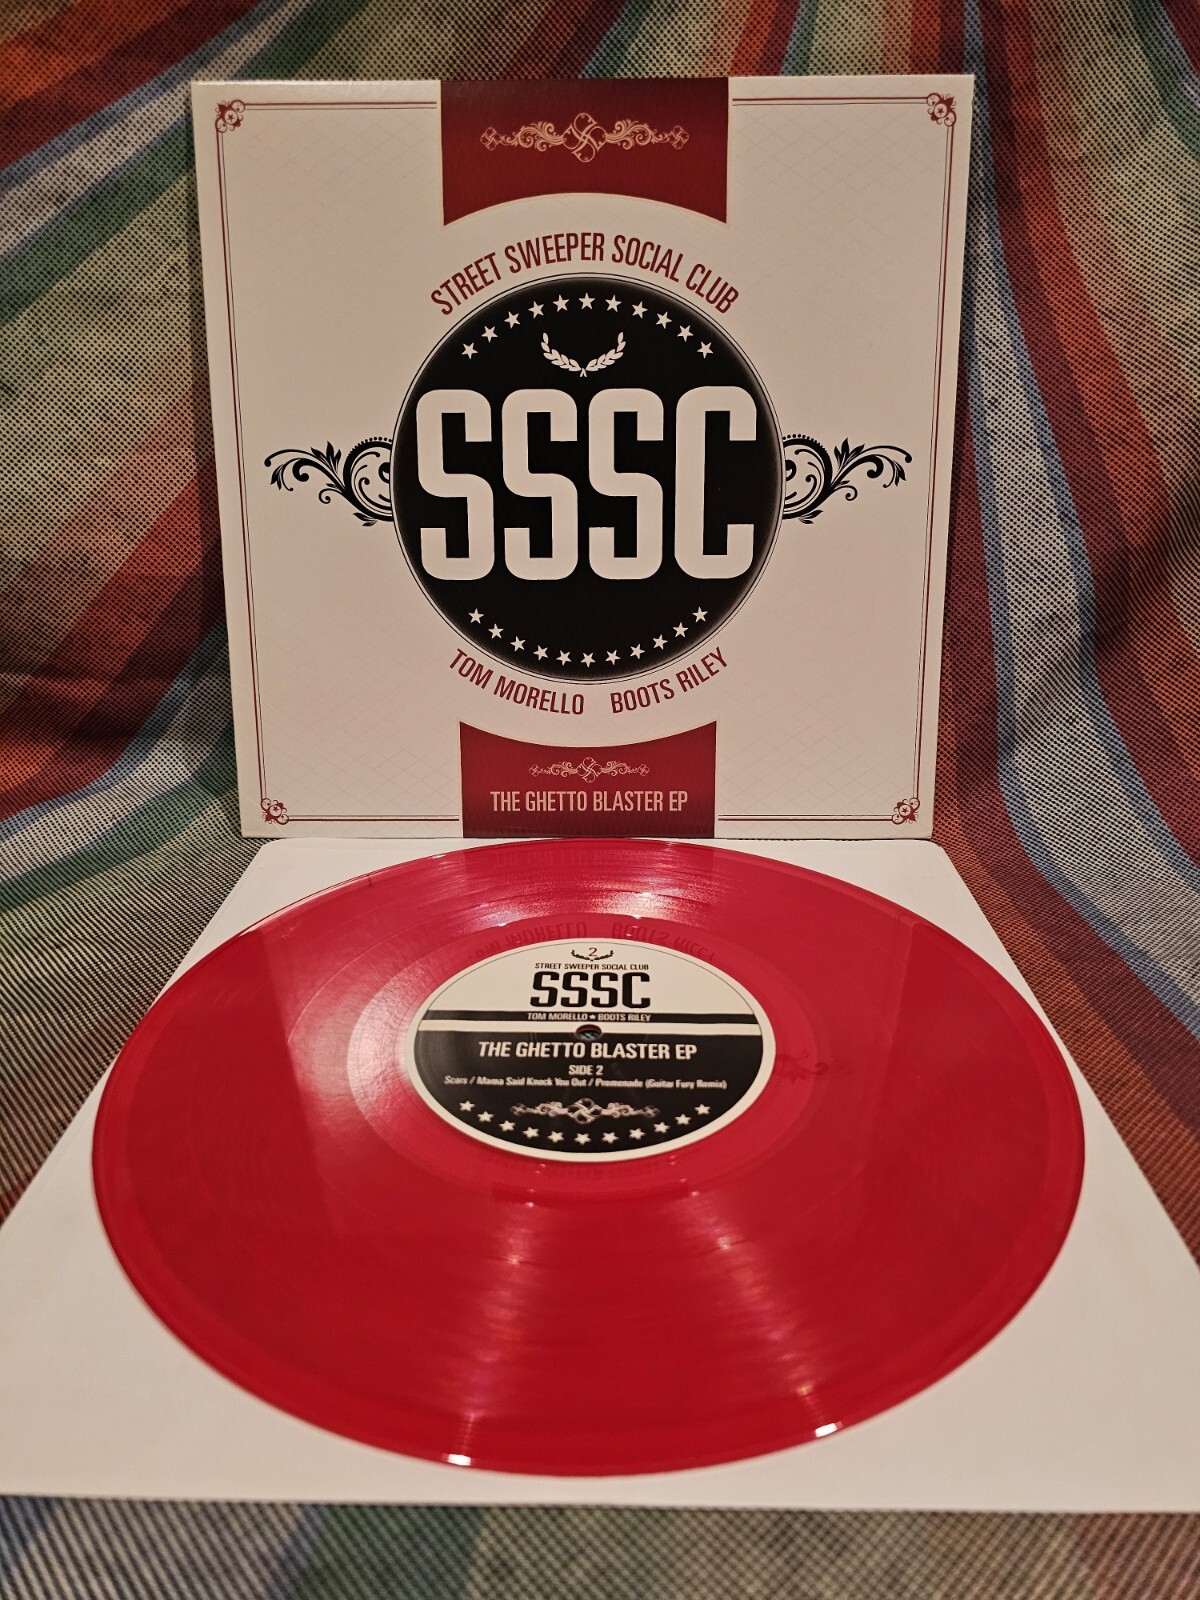 STREET SWEEPER SOCIAL CLUB
SSSC
TOM MORELLO BOOTS RILEY
THE GHETTO BLASTER EP
2
STREET SWEEPER SOCIAL CLUB
SSSC
TOM MORELLO ★ BOOTS RILEY
THE GHETTO BLASTER EP
SIDE 2
Scars / Mama Said Knock You Out / Promenade (Guitar Fury Remix)